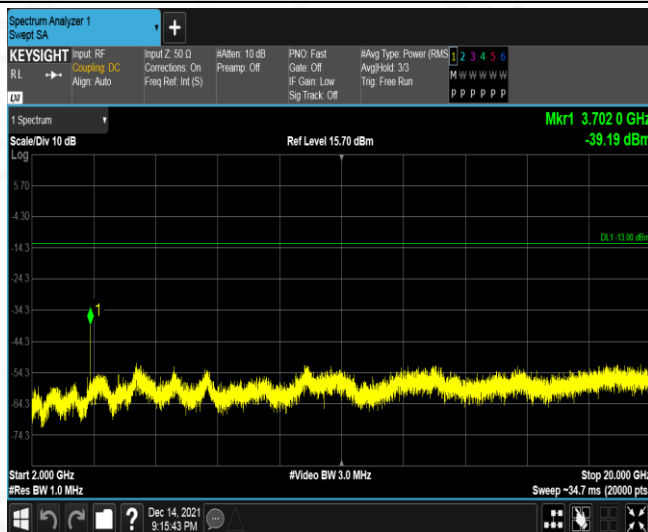 Spectrum Analyzer 1
Swept SA
+
KEYSIGHT
RL
LXI
Input: RF
Coupling: DC
Align: Auto
Input Z: 50 Ω
Corrections: On
Freq Ref: Int (S)
#Atten: 10 dB
Preamp: Off
PNO: Fast
Gate: Off
IF Gain: Low
Sig Track: Off
#Avg Type: Power (RMS
Avg|Hold: 3/3
Trig: Free Run
1 2 3 4 5 6
M W W W W W
P P P P P P
1 Spectrum
Mkr1 3.702 0 GHz
-39.19 dBm
Scale/Div 10 dB
Ref Level 15.70 dBm
Log
5.70
-4.30
DL1 -13.00 dBm
-14.3
-24.3
-34.3
1
-44.3
-54.3
-64.3
-74.3
Start 2.000 GHz
#Video BW 3.0 MHz
Stop 20.000 GHz
#Res BW 1.0 MHz
Sweep ~34.7 ms (20000 pts)
?
Dec 14, 2021
9:15:43 PM